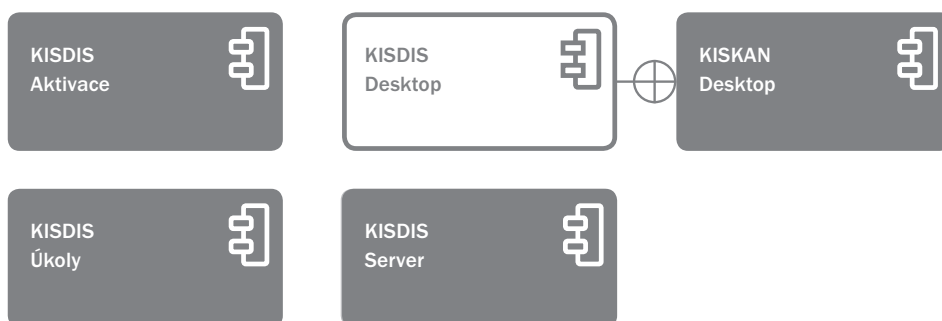 KISDIS
Aktivace
KISDIS
Desktop
KISKAN
Desktop
KISDIS
Úkoly
KISDIS
Server